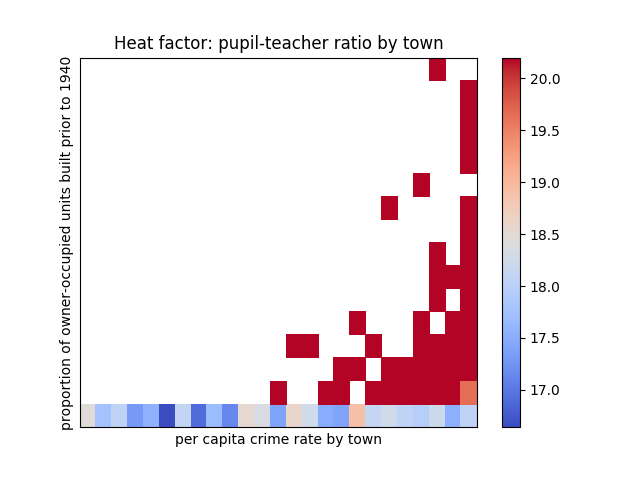 Heat factor: pupil-teacher ratio by town
proportion of owner-occupied units built prior to 1940
per capita crime rate by town
20.0
19.5
19.0
18.5
18.0
17.5
17.0